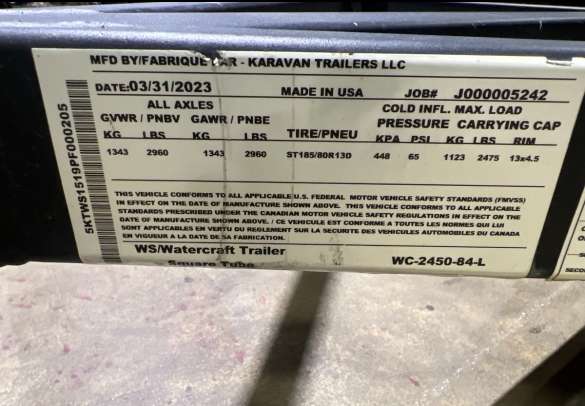 MFD BY/FABRIQUE PAR - KARAVAN TRAILERS LLC
DATE: 03/31/2023 MADE IN USA JOB# J000005242
ALL AXLES COLD INFL. MAX. LOAD
GVWR / PNBV GAWR / PNBE TIRE/PNEU PRESSURE CARRYING CAP
KG LBS KG LBS KPA PSI KG LBS RIM
1343 2960 1343 2960 ST185/80R13D 448 65 1123 2475 13x4.5
THIS VEHICLE CONFORMS TO ALL APPLICABLE U.S. FEDERAL MOTOR VEHICLE SAFETY STANDARDS (FMVSS)
IN EFFECT ON THE DATE OF MANUFACTURE SHOWN ABOVE. THIS VEHICLE CONFORMS TO ALL APPLICABLE
STANDARDS PRESCRIBED UNDER THE CANADIAN MOTOR VEHICLE SAFETY REGULATIONS IN EFFECT ON THE
DATE OF MANUFACTURE SHOWN ABOVE. / CE VEHICULE EST CONFORME A TOUTES LES NORMES QUI LUI
SONT APPLICABLES EN VERTU DU REGLEMENT SUR LA SECURITE DES VEHICULES AUTOMOBILES DU CANADA
EN VIGUEUR A LA DATE DE SA FABRICATION.
WS/Watercraft Trailer WC-2450-84-L
Square Tube
5KTWS1519PF000205